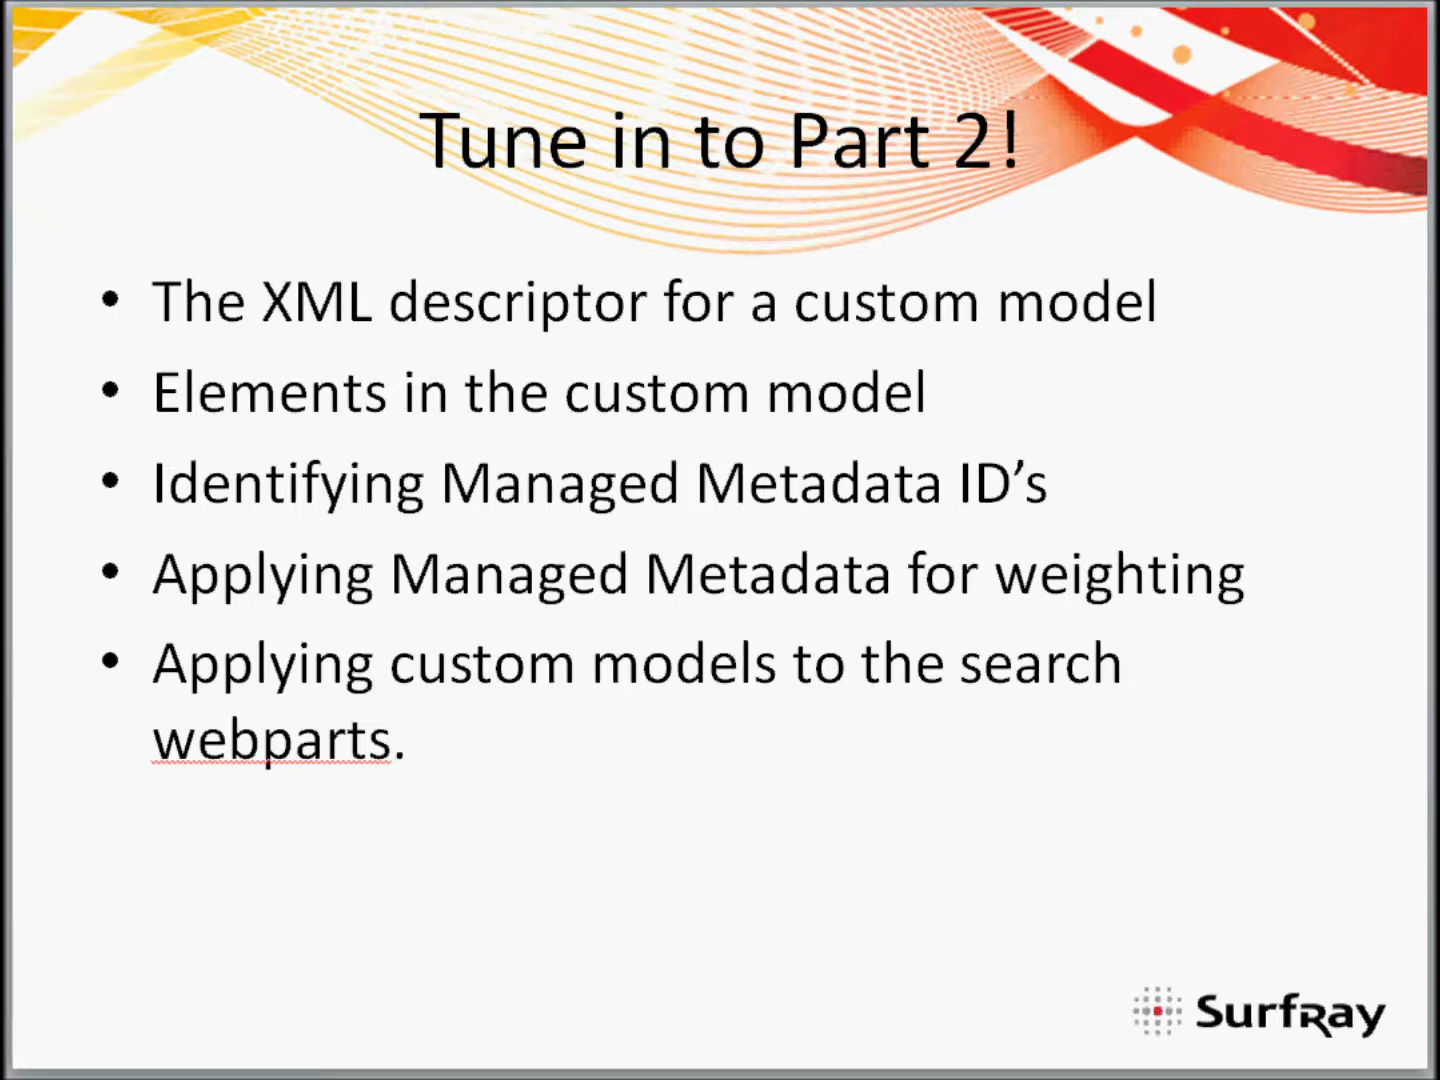 Tune in to Part 2!
• The XML descriptor for a custom model
• Elements in the custom model
• Identifying Managed Metadata ID’s
• Applying Managed Metadata for weighting
• Applying custom models to the search
webparts.
SurfRay